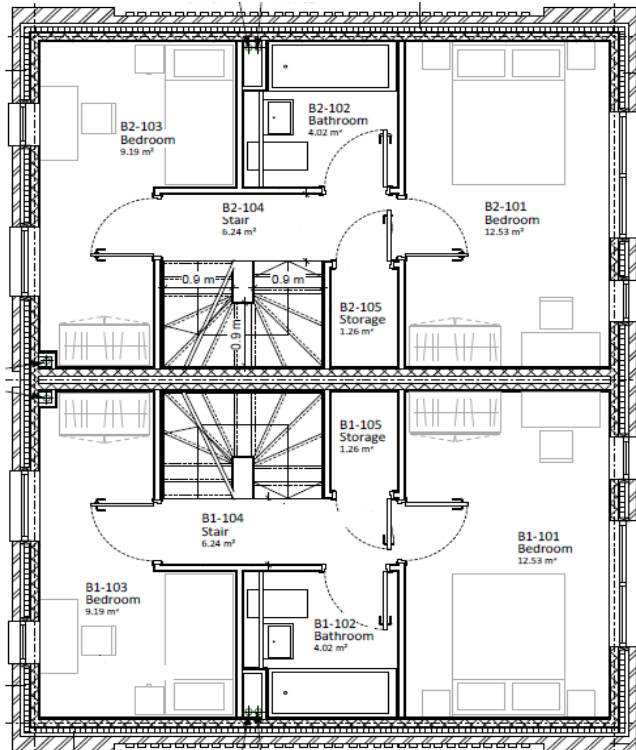 B2-103
Bedroom
9.19 m²
B2-102
Bathroom
4.02 m²
B2-104
Stair
6.24 m²
B2-101
Bedroom
12.53 m²
0.9 m
0.9 m
0.9 m
B2-105
Storage
1.26 m²
B1-105
Storage
1.26 m²
B1-104
Stair
6.24 m²
B1-101
Bedroom
12.53 m²
B1-103
Bedroom
9.19 m²
B1-102
Bathroom
4.02 m²